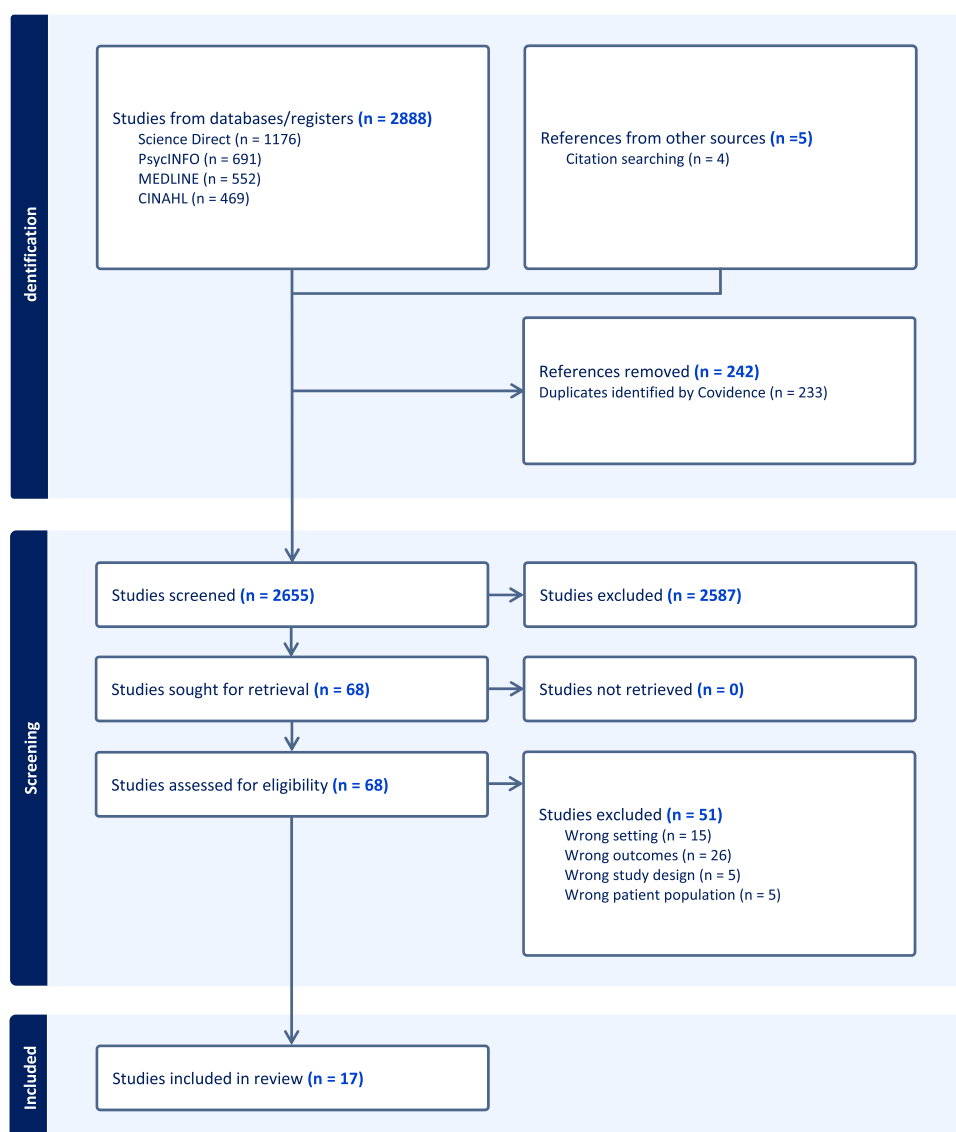 dentification
Studies from databases/registers (n = 2888)
Science Direct (n = 1176)
PsycINFO (n = 691)
MEDLINE (n = 552)
CINAHL (n = 469)
References from other sources (n =5)
Citation searching (n = 4)
References removed (n = 242)
Duplicates identified by Covidence (n = 233)
Screening
Studies screened (n = 2655)
Studies excluded (n = 2587)
Studies sought for retrieval (n = 68)
Studies not retrieved (n = 0)
Studies assessed for eligibility (n = 68)
Studies excluded (n = 51)
Wrong setting (n = 15)
Wrong outcomes (n = 26)
Wrong study design (n = 5)
Wrong patient population (n = 5)
Included
Studies included in review (n = 17)